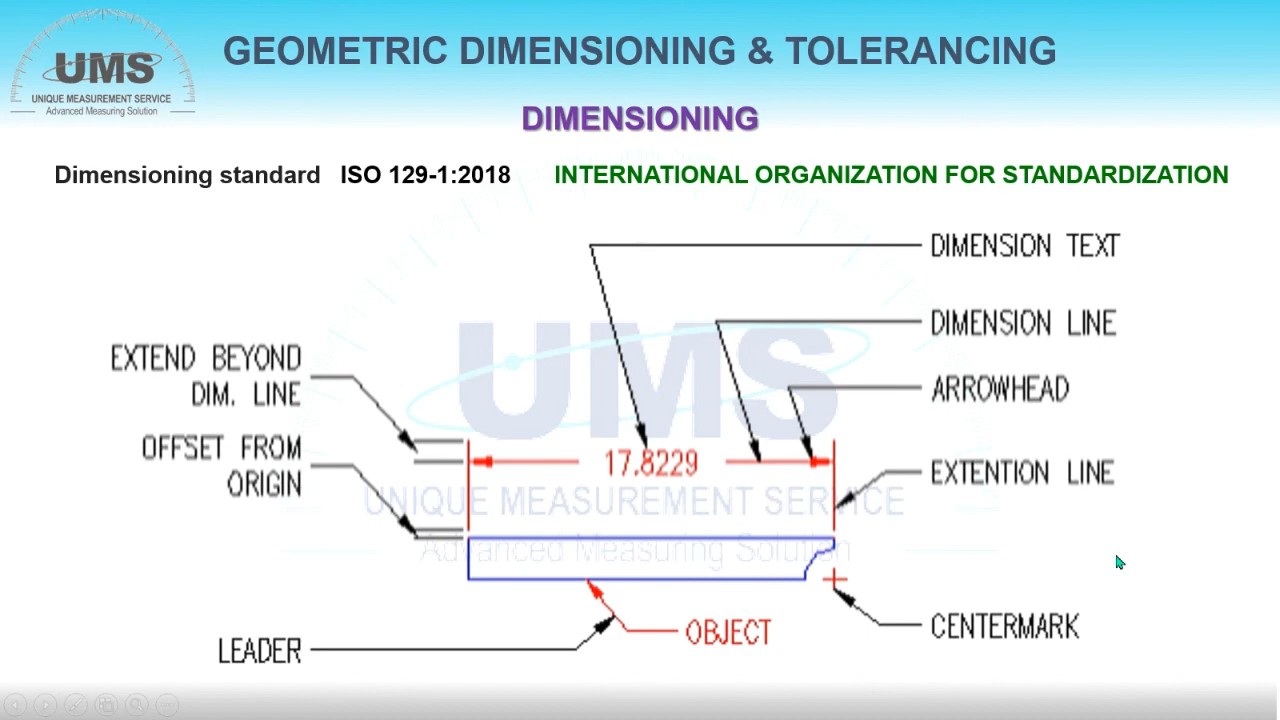 UMS
UNIQUE MEASUREMENT SERVICE
Advanced Measuring Solution
GEOMETRIC DIMENSIONING & TOLERANCING
DIMENSIONING
Dimensioning standard ISO 129-1:2018 INTERNATIONAL ORGANIZATION FOR STANDARDIZATION
DIMENSION TEXT
DIMENSION LINE
EXTEND BEYOND
DIM. LINE
ARROWHEAD
OFFSET FROM
ORIGIN
17.8229
EXTENTION LINE
UMS
UNIQUE MEASUREMENT SERVICE
Advanced Measuring Solution
OBJECT
CENTERMARK
LEADER